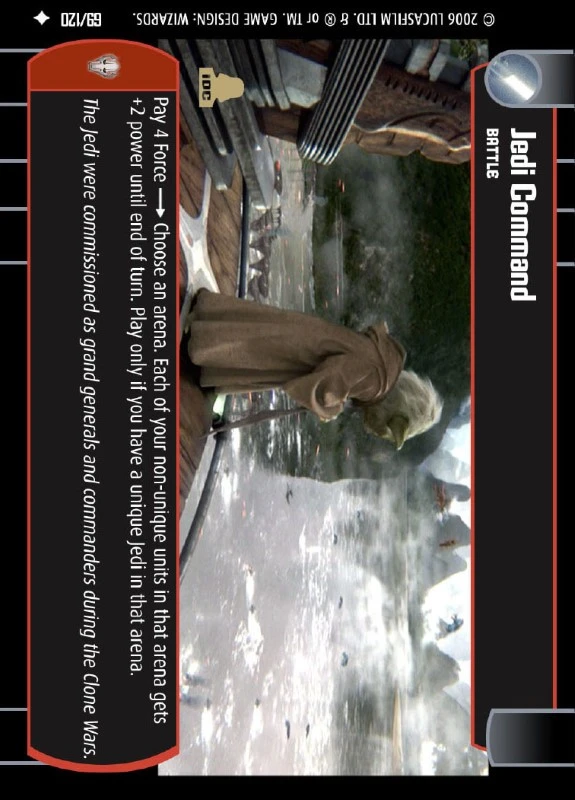 Jedi Command
BATTLE
IDC
Pay 4 Force → Choose an arena. Each of your non-unique units in that arena gets
+2 power until end of turn. Play only if you have a unique Jedi in that arena.
The Jedi were commissioned as grand generals and commanders during the Clone Wars.
© 2006 LUCASFILM LTD. & ® or TM. GAME DESIGN: WIZARDS.
69/120